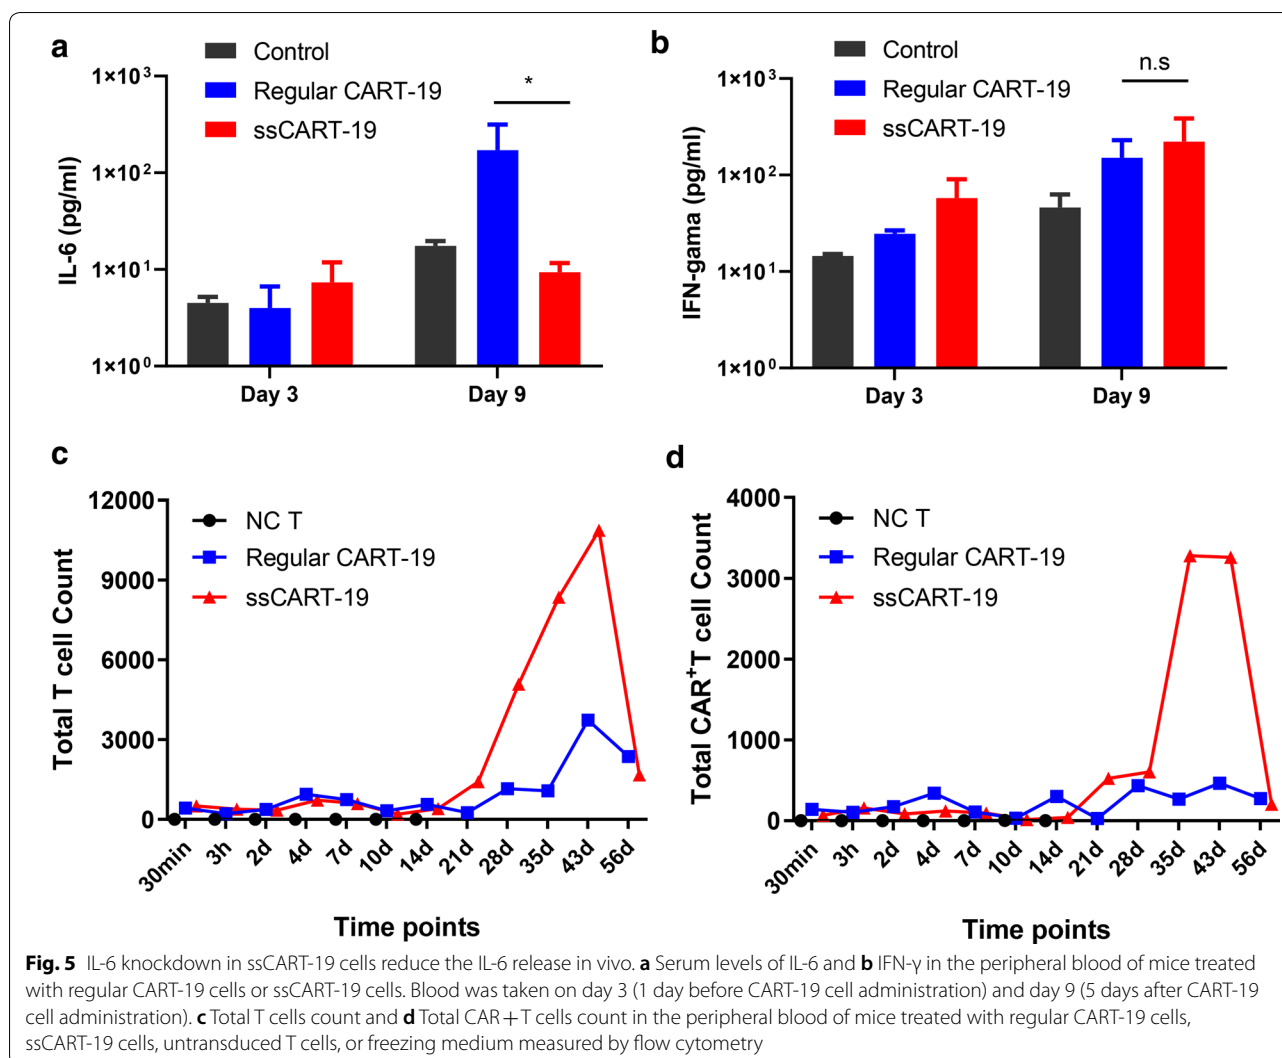 a
Control
Regular CART-19
ssCART-19
1×10³
1×10²
1×10¹
1×10⁰
IL-6 (pg/ml)
*
Day 3
Day 9
b
Control
Regular CART-19
ssCART-19
n.s
1×10³
1×10²
1×10¹
1×10⁰
IFN-gama (pg/ml)
Day 3
Day 9
c
NC T
Regular CART-19
ssCART-19
12000
9000
6000
3000
0
Total T cell Count
30min
3h
2d
4d
7d
10d
14d
21d
28d
35d
43d
56d
Time points
d
NC T
Regular CART-19
ssCART-19
4000
3000
2000
1000
0
Total CAR⁺T cell Count
30min
3h
2d
4d
7d
10d
14d
21d
28d
35d
43d
56d
Time points
Fig. 5 IL-6 knockdown in ssCART-19 cells reduce the IL-6 release in vivo. a Serum levels of IL-6 and b IFN-γ in the peripheral blood of mice treated
with regular CART-19 cells or ssCART-19 cells. Blood was taken on day 3 (1 day before CART-19 cell administration) and day 9 (5 days after CART-19
cell administration). c Total T cells count and d Total CAR+T cells count in the peripheral blood of mice treated with regular CART-19 cells,
ssCART-19 cells, untransduced T cells, or freezing medium measured by flow cytometry